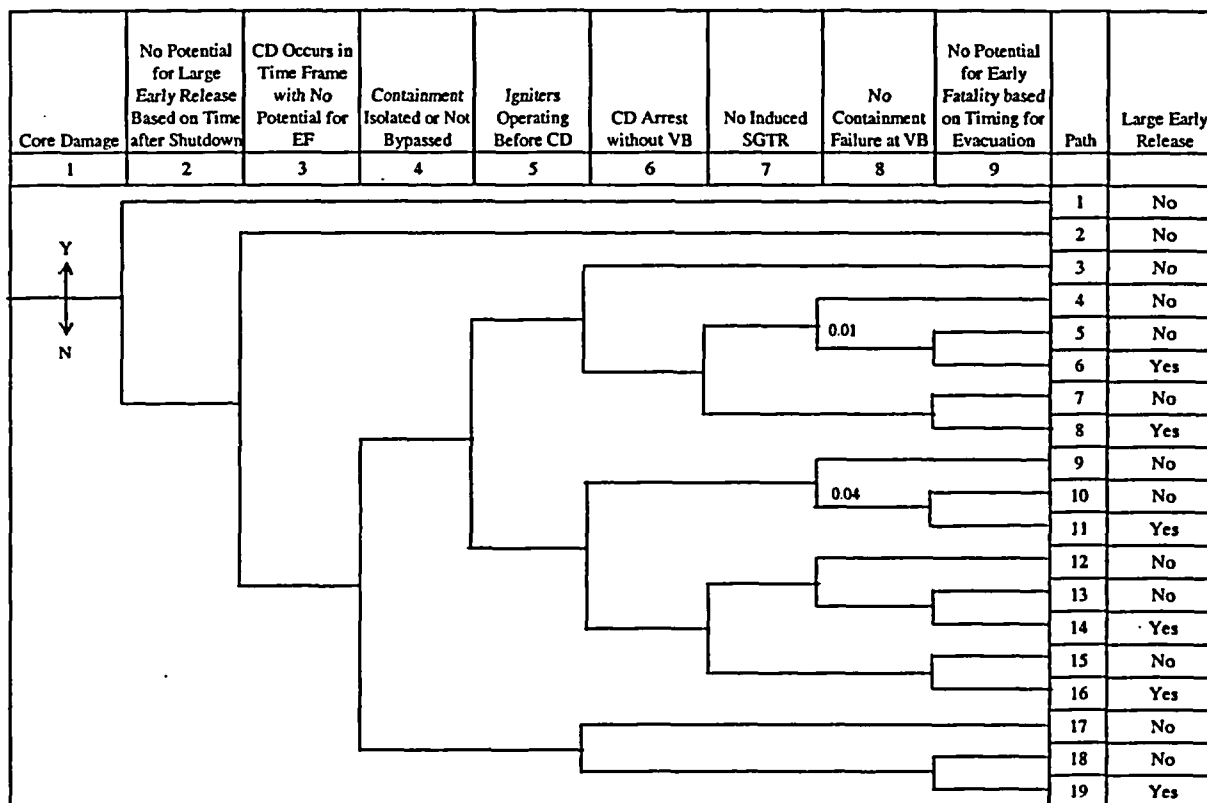 Core Damage
No Potential
for Large
Early Release
Based on Time
after Shutdown
CD Occurs in
Time Frame
with No
Potential for
EF
Containment
Isolated or Not
Bypassed
Igniters
Operating
Before CD
CD Arrest
without VB
No Induced
SGTR
No
Containment
Failure at VB
No Potential
for Early
Fatality based
on Timing for
Evacuation
Path
Large Early
Release
1 2 3 4 5 6 7 8 9
1 No
2 No
Y
3 No
4 No
0.01
5 No
N
6 Yes
7 No
8 Yes
9 No
0.04
10 No
11 Yes
12 No
13 No
14 Yes
15 No
16 Yes
17 No
18 No
19 Yes